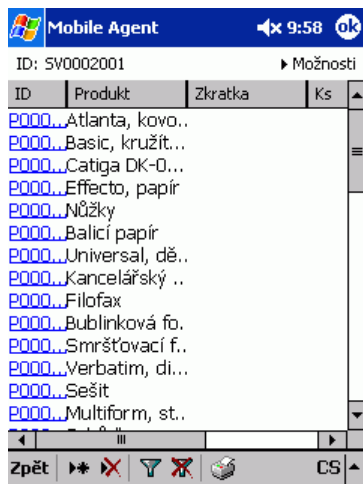 Mobile Agent 9:58 ok
ID: SV0002001 Možnosti
ID Produkt Zkratka Ks
P000... Atlanta, kovo..
P000... Basic, kružít...
P000... Catiga DK-0...
P000... Effecto, papír
P000... Nůžky
P000... Balicí papír
P000... Universal, dě..
P000... Kancelářský ..
P000... Filofax
P000... Bublinková fo.
P000... Smršťovací f..
P000... Verbatim, di...
P000... Sešit
P000... Multiform, st..
Zpět CS